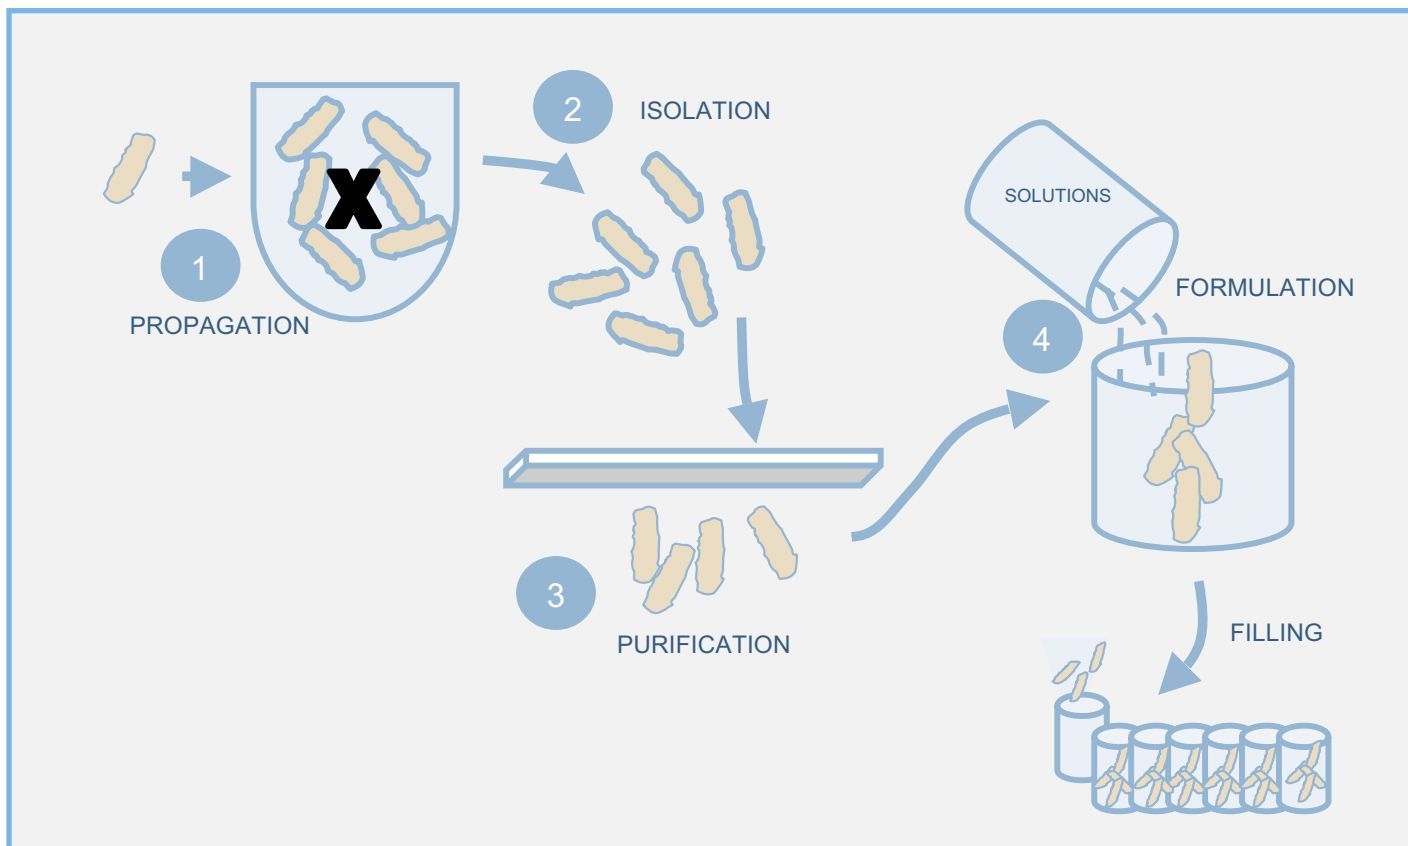 1
PROPAGATION
X
2
ISOLATION
3
PURIFICATION
SOLUTIONS
4
FORMULATION
FILLING